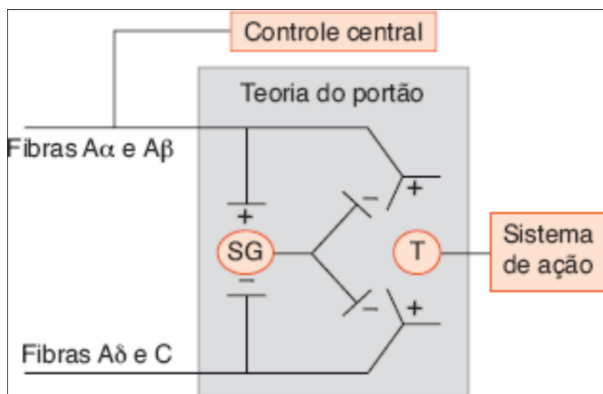 Controle central
Teoria do portão
Fibras Aα e Aβ
+
−
+
SG
T
Sistema
de ação
−
−
+
Fibras Aδ e C